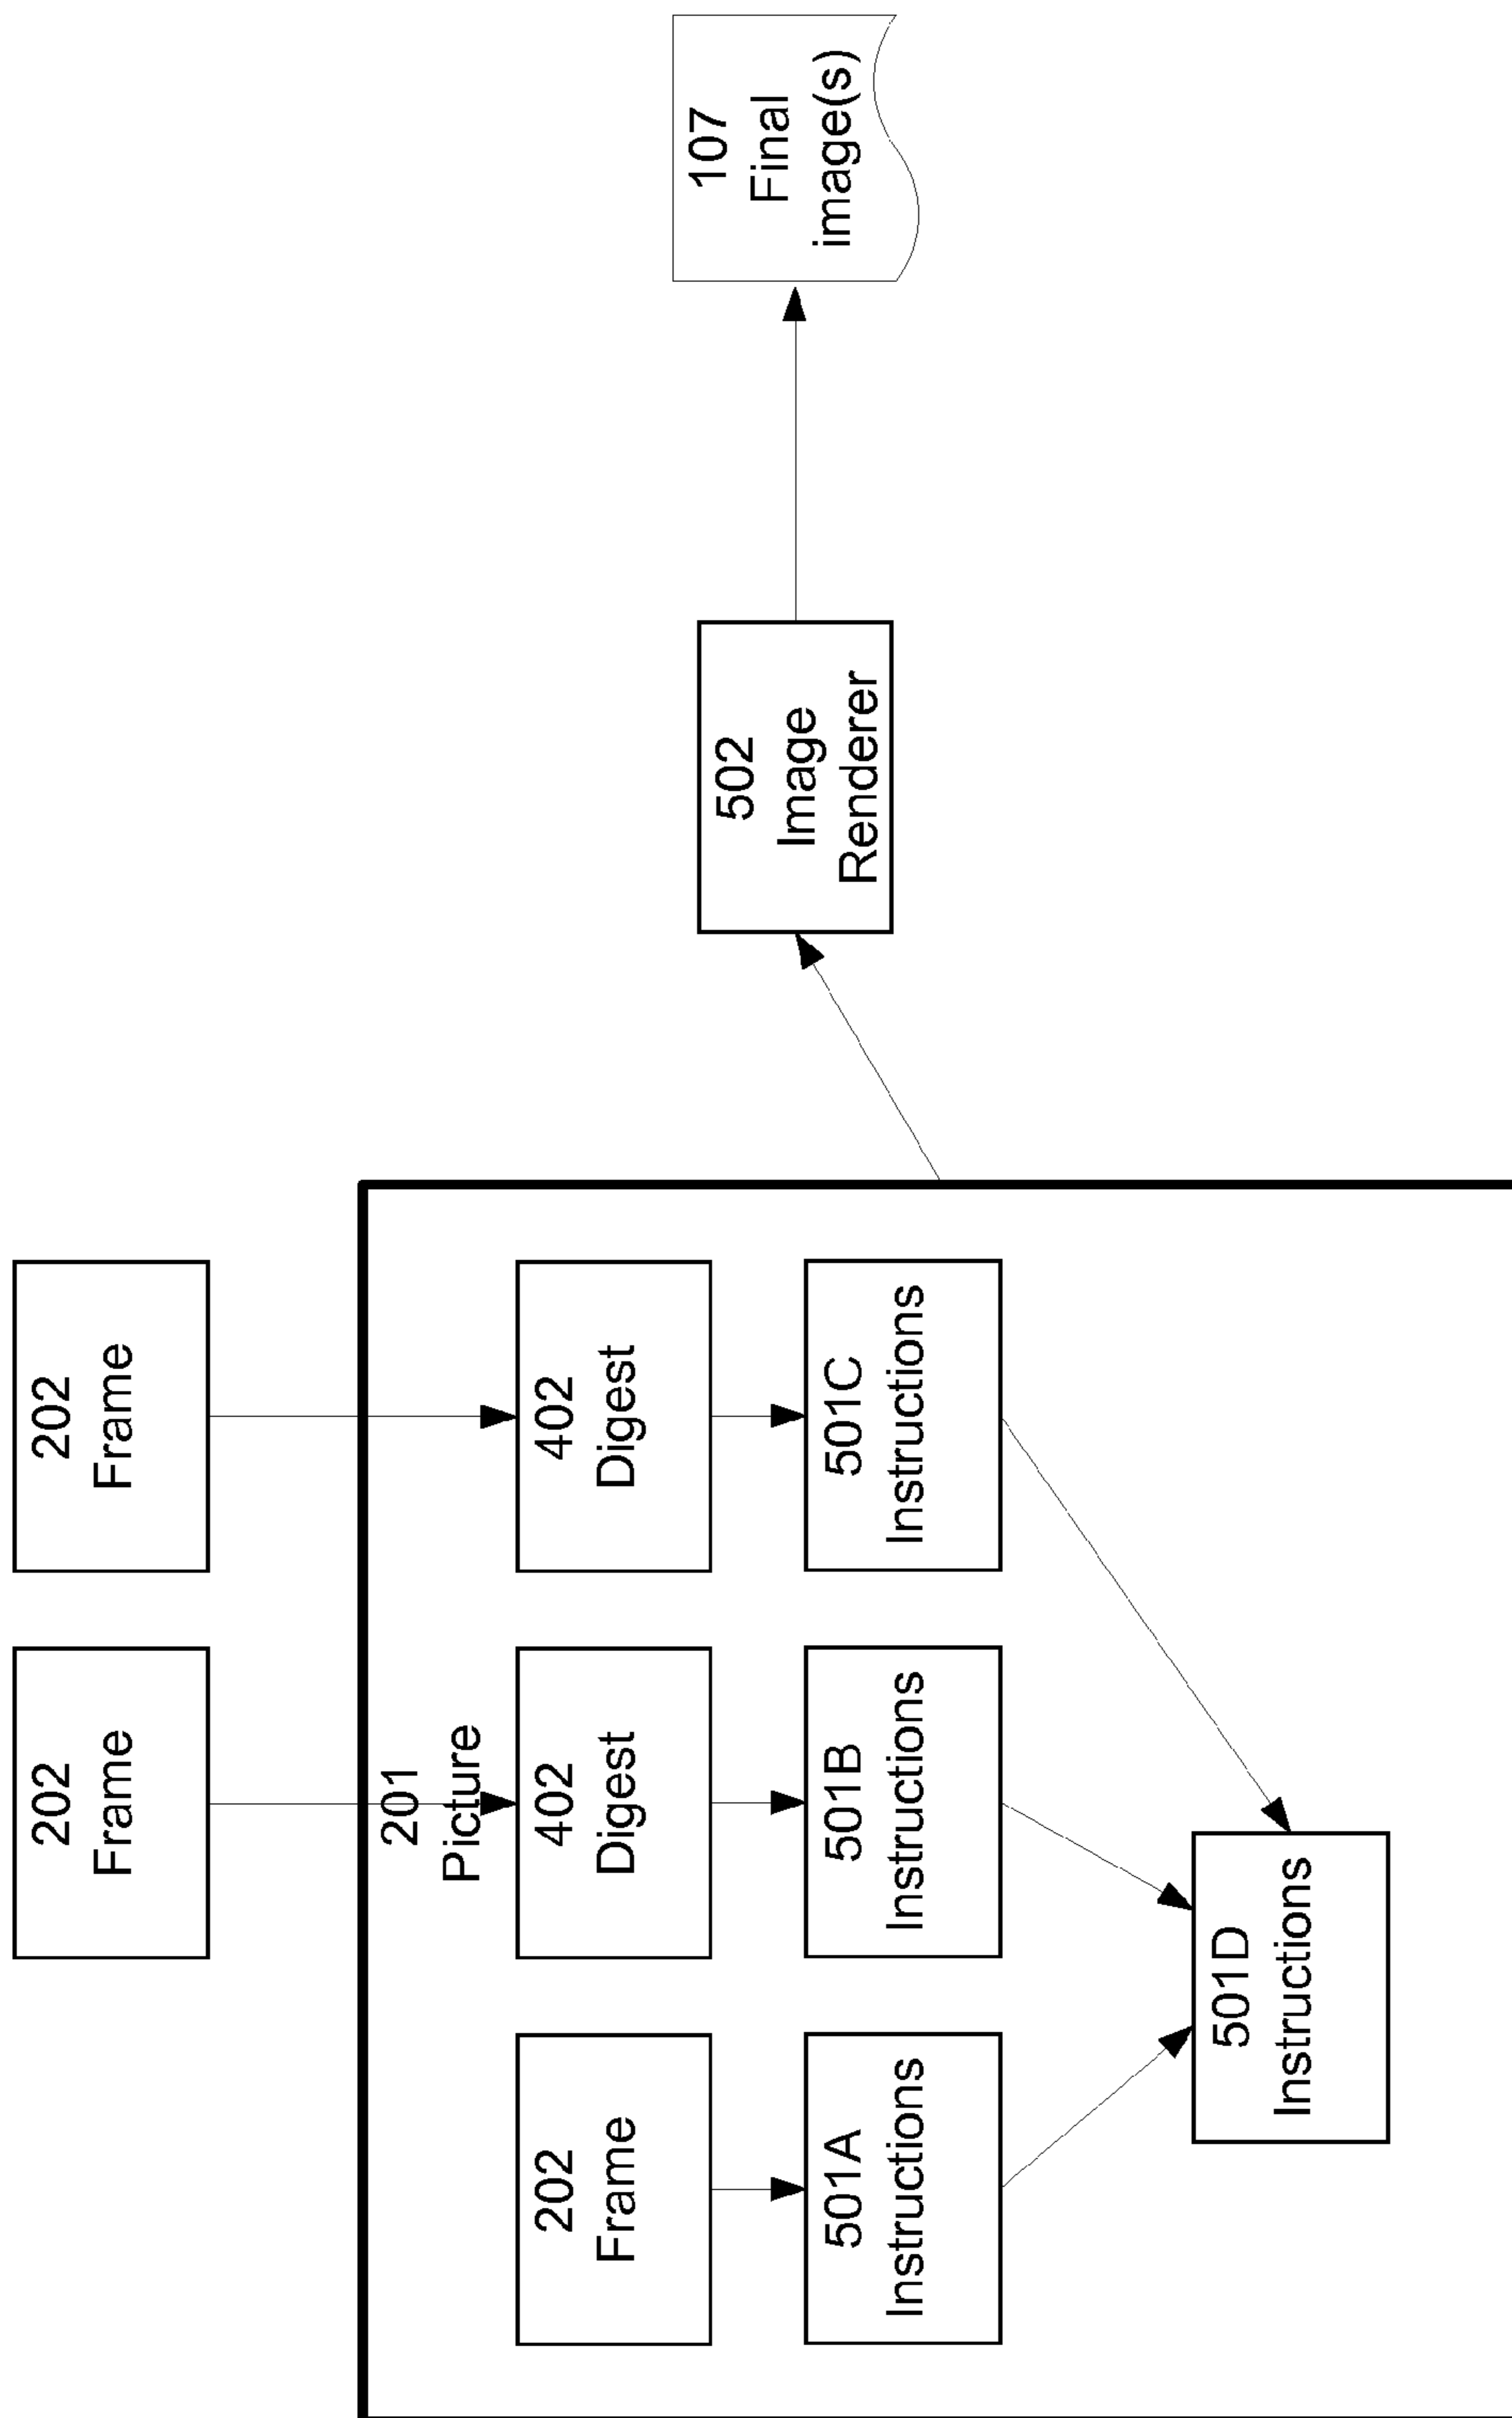 202
Frame
202
Frame
201
Picture
202
Frame
402
Digest
402
Digest
501A
Instructions
501B
Instructions
501C
Instructions
501D
Instructions
502
Image
Renderer
107
Final
image(s)